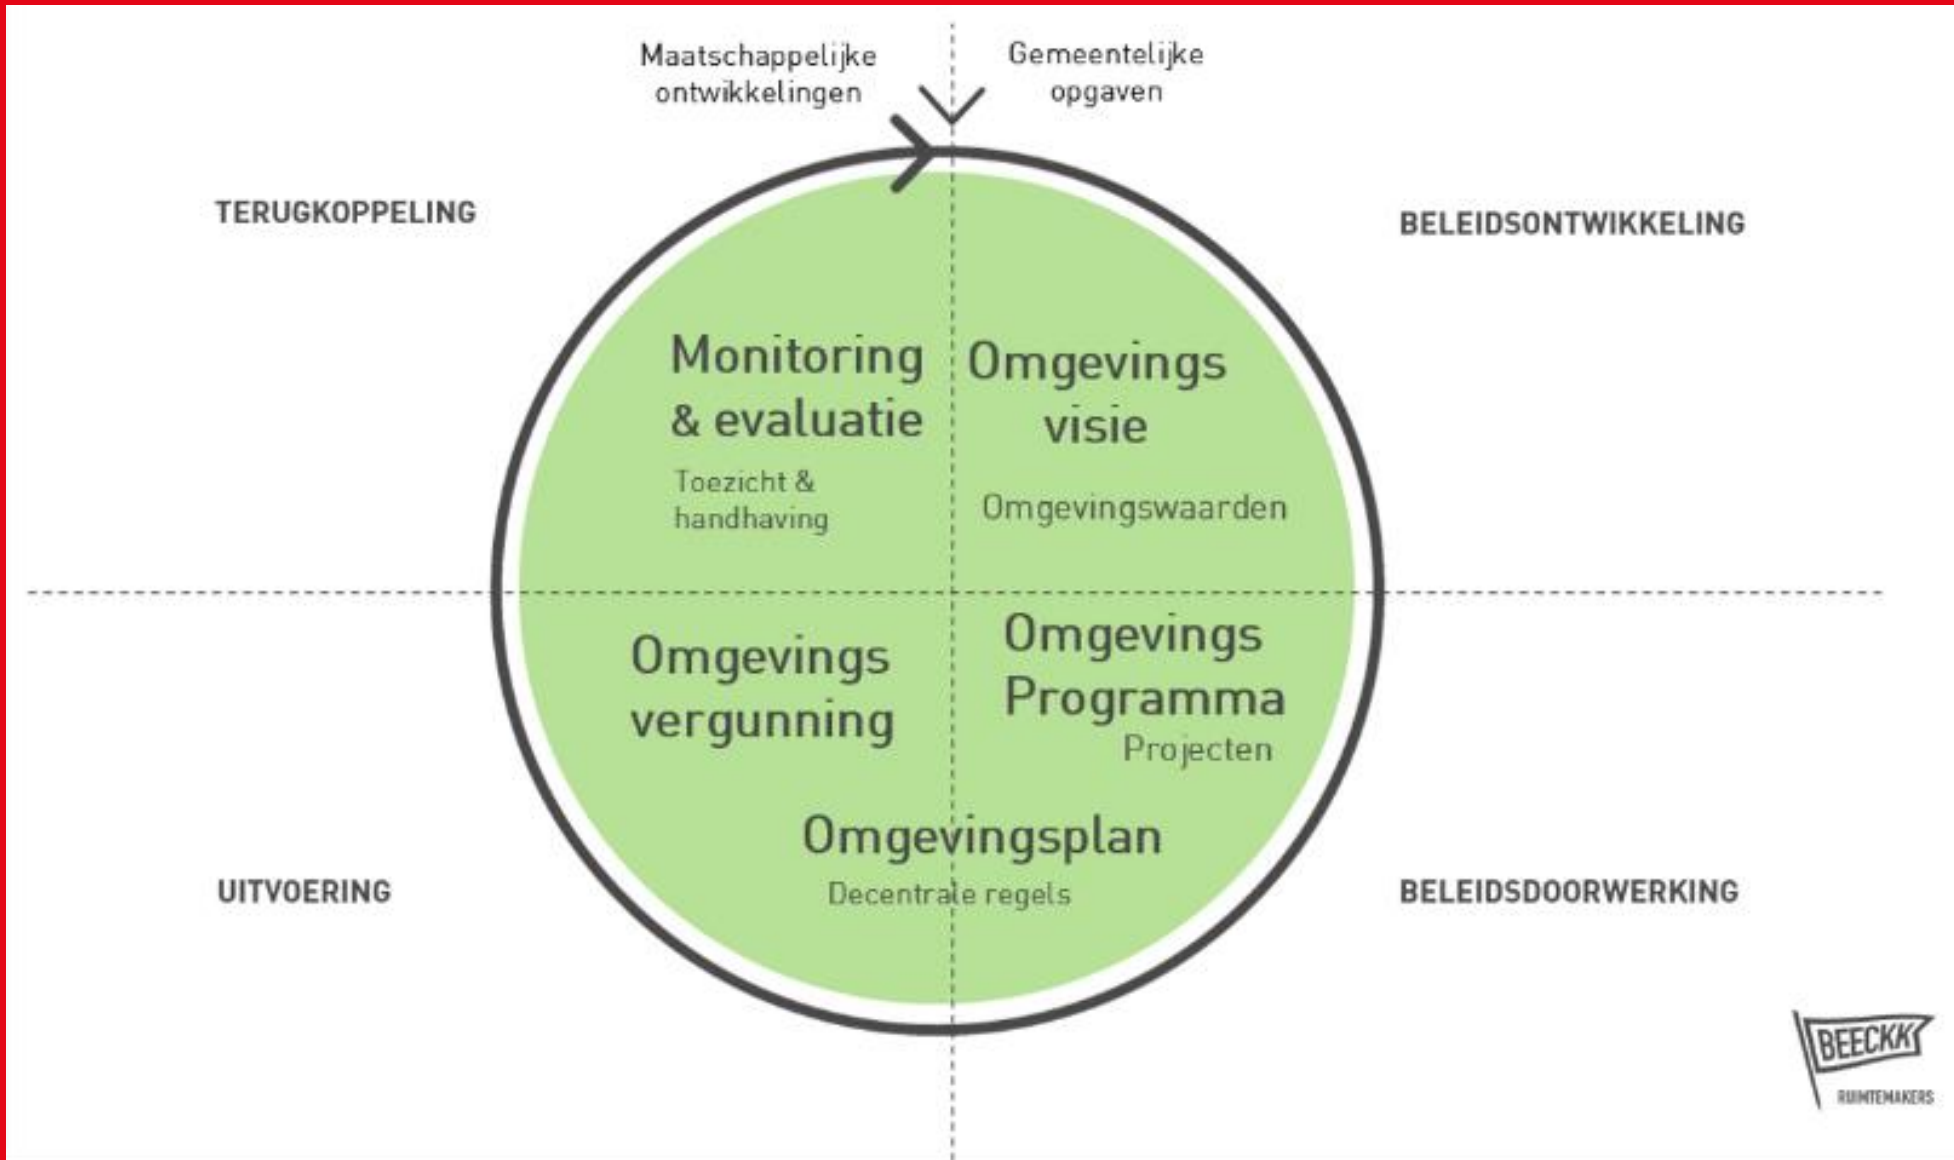 Maatschappelijke
ontwikkelingen
Gemeentelijke
opgaven
TERUGKOPPELING
BELEIDSONTWIKKELING
Monitoring
& evaluatie
Toezicht &
handhaving
Omgevings
visie
Omgevingswaarden
Omgevings
vergunning
Omgevings
Programma
Projecten
Omgevingsplan
Decentrale regels
UITVOERING
BELEIDSDOORWERKING
BEECKK
RUIMTEMAKERS